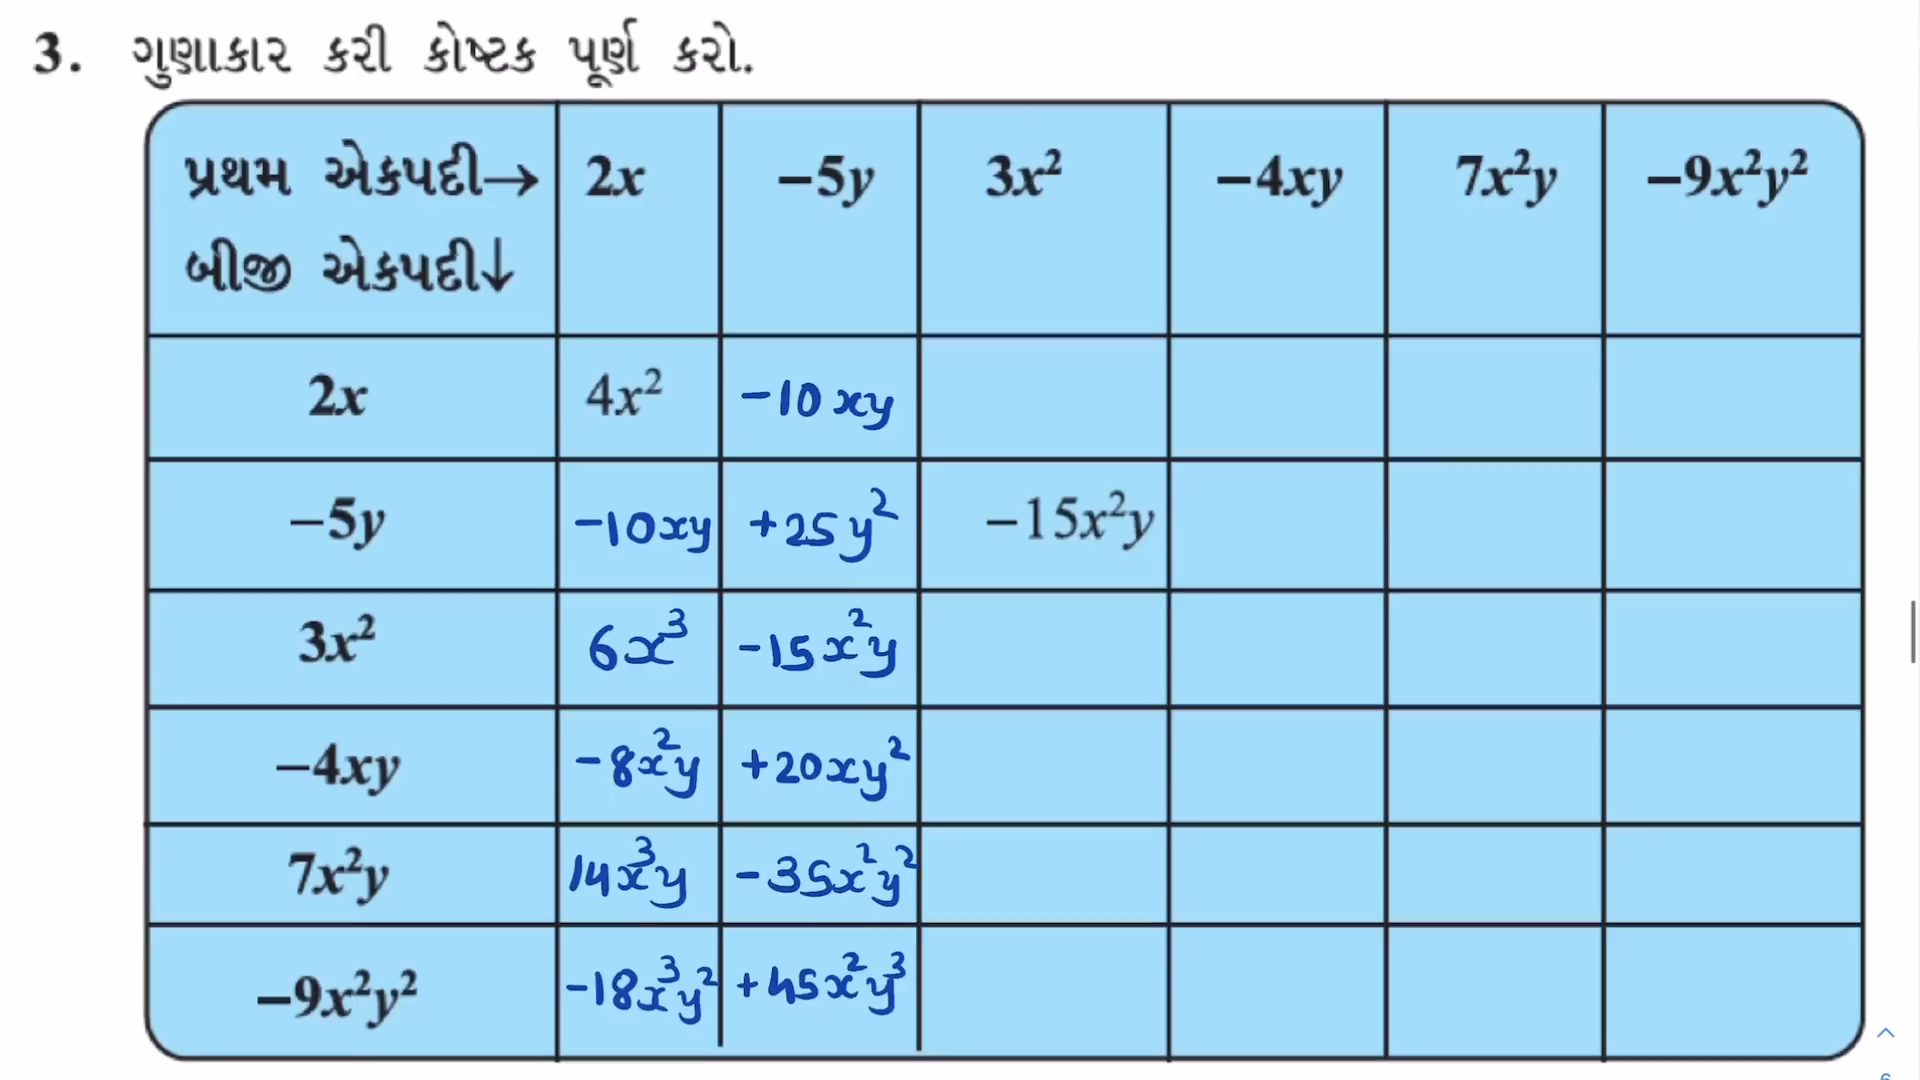 3. ગુણાકાર કરી કોષ્ટક પૂર્ણ કરો.
પ્રથમ એકપદી→ 2x −5y 3x² −4xy 7x²y −9x²y²
બીજી એકપદી↓
2x 4x² -10xy
−5y -10xy +25y² −15x²y
3x² 6x³ -15x²y
−4xy -8x²y +20xy²
7x²y 14x³y -35x²y²
−9x²y² -18x³y² +45x²y³